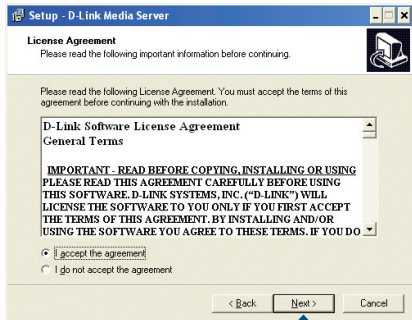 Setup - D-Link Media Server
License Agreement
Please read the following important information before continuing.
Please read the following License Agreement. You must accept the terms of this
agreement before continuing with the installation.
D-Link Software License Agreement
General Terms
IMPORTANT - READ BEFORE COPYING, INSTALLING OR USING
PLEASE READ THIS AGREEMENT CAREFULLY BEFORE USING
THIS SOFTWARE. D-LINK SYSTEMS, INC. ("D-LINK") WILL
LICENSE THE SOFTWARE TO YOU ONLY IF YOU FIRST ACCEPT
THE TERMS OF THIS AGREEMENT. BY INSTALLING AND/OR
USING THE SOFTWARE YOU AGREE TO THESE TERMS. IF YOU DO
I accept the agreement
I do not accept the agreement
< Back Next > Cancel